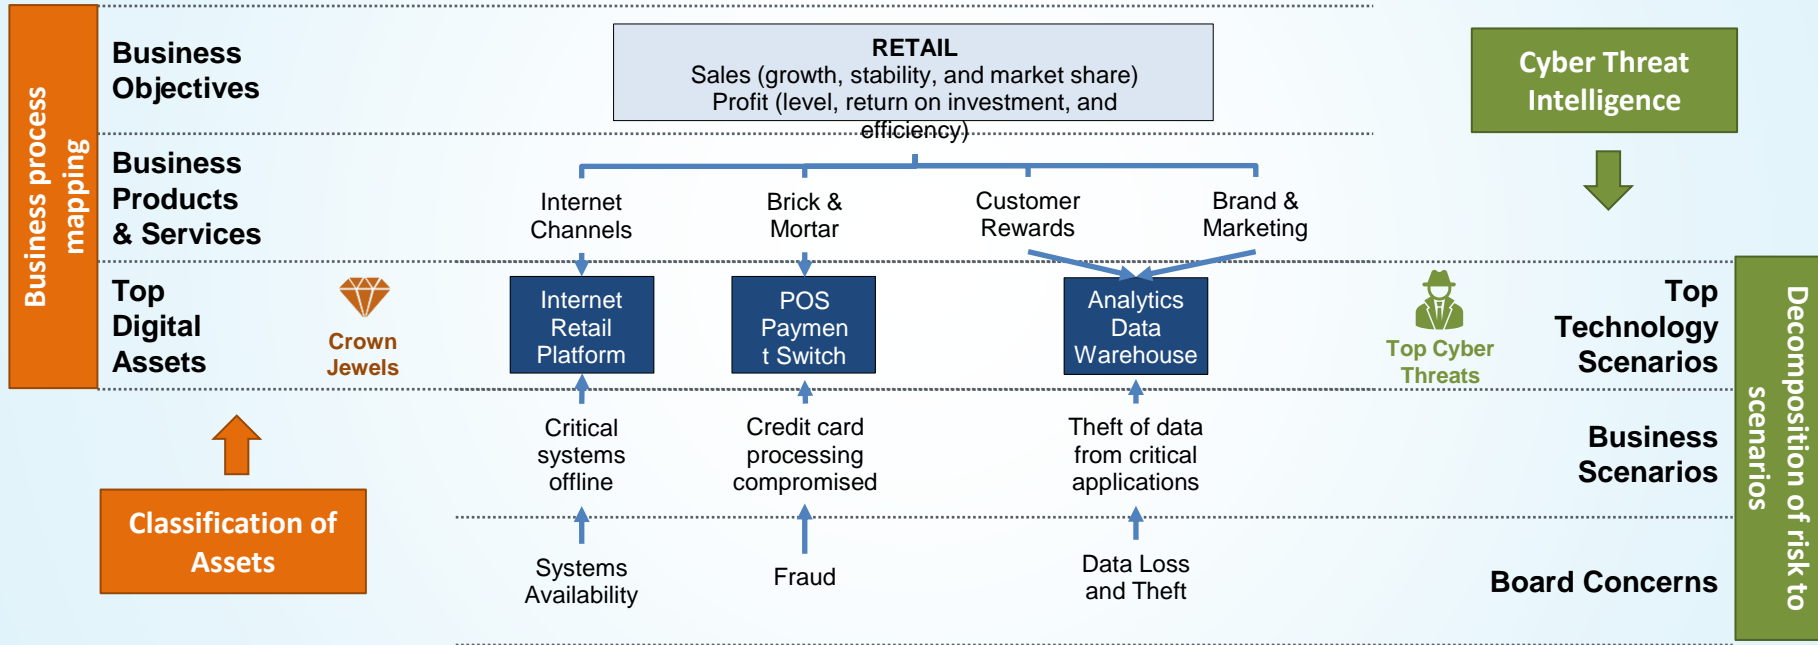 Business process
mapping
Business
Objectives
RETAIL
Sales (growth, stability, and market share)
Profit (level, return on investment, and
efficiency)
Cyber Threat
Intelligence
Business
Products
& Services
Internet
Channels
Brick &
Mortar
Customer
Rewards
Brand &
Marketing
Top
Digital
Assets
Crown
Jewels
Internet
Retail
Platform
POS
Paymen
t Switch
Analytics
Data
Warehouse
Top Cyber
Threats
Top
Technology
Scenarios
Decomposition of risk to
scenarios
Critical
systems
offline
Credit card
processing
compromised
Theft of data
from critical
applications
Business
Scenarios
Classification of
Assets
Systems
Availability
Fraud
Data Loss
and Theft
Board Concerns